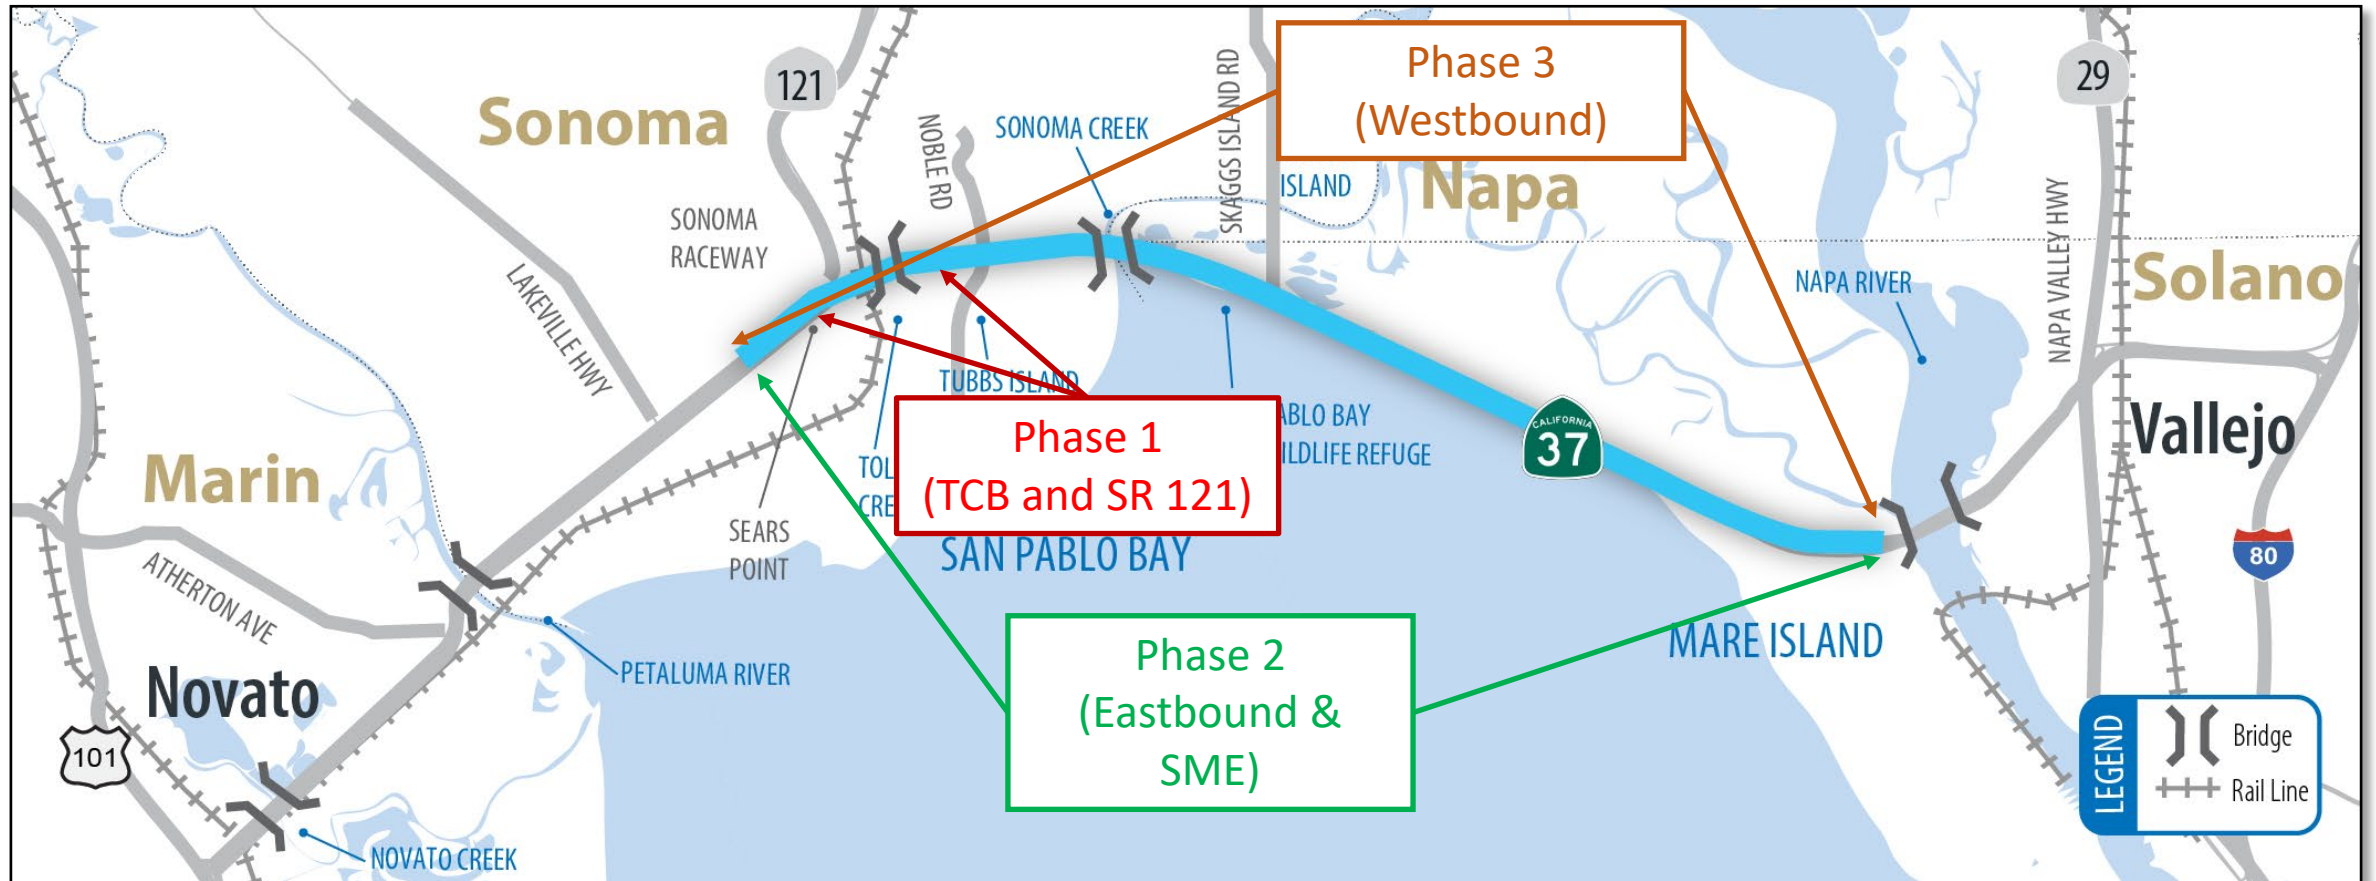 Phase 3
(Westbound)
121
29
Sonoma
NOBLE RD
SONOMA CREEK
SKAGGS ISLAND RD
ISLAND
Napa
SONOMA
RACEWAY
LAKEVILLE HWY
NAPA RIVER
NAPA VALLEY HWY
Solano
TUBBS ISLAND
Phase 1
(TCB and SR 121)
TOL
CRE
ABLO BAY
ILDLIFE REFUGE
CALIFORNIA
37
Vallejo
Marin
SEARS
POINT
SAN PABLO BAY
80
ATHERTON AVE
Phase 2
(Eastbound &
SME)
MARE ISLAND
PETALUMA RIVER
Novato
101
NOVATO CREEK
LEGEND
Bridge
Rail Line